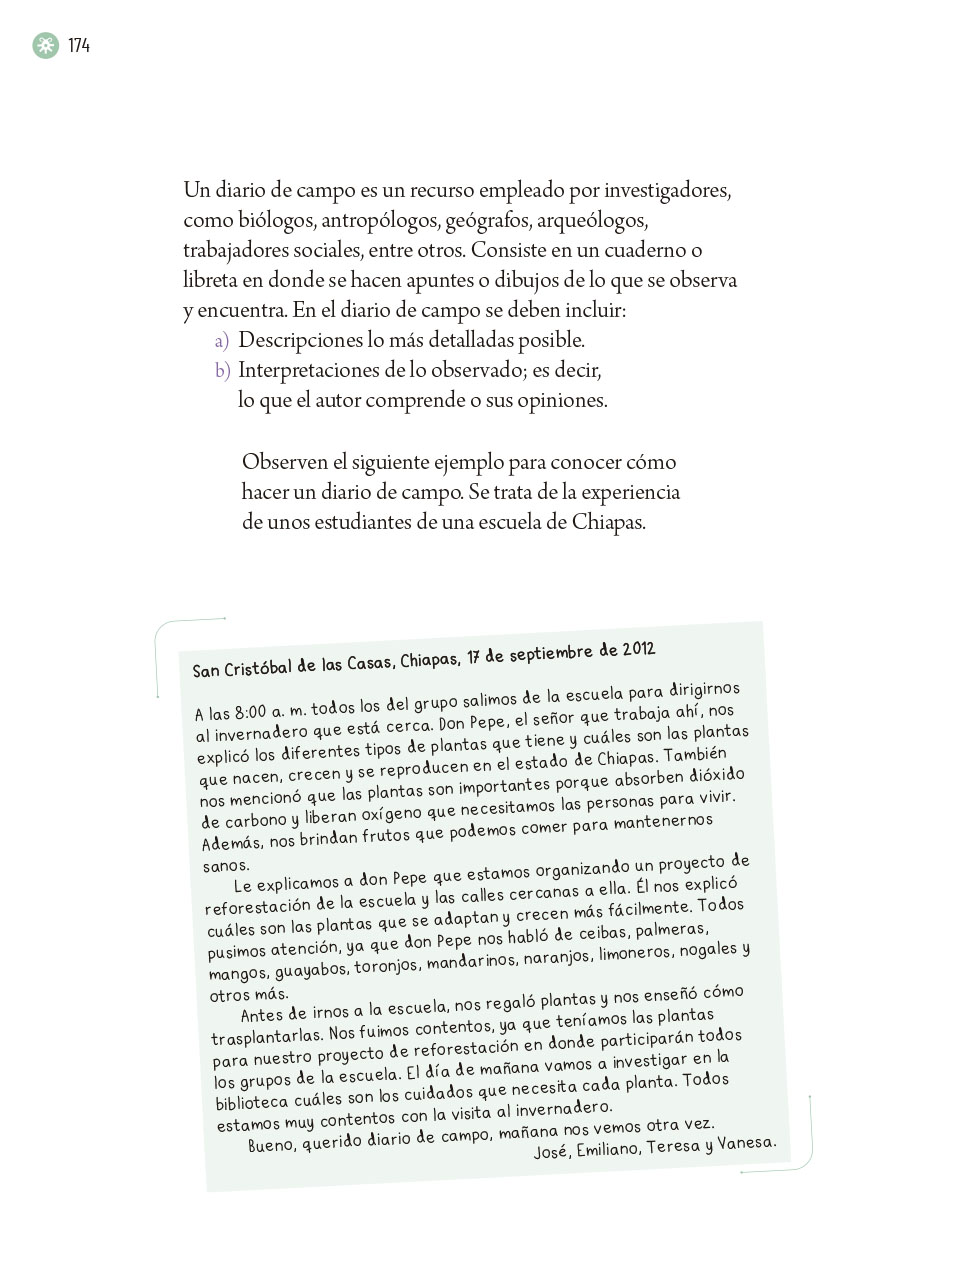 174
Un diario de campo es un recurso empleado por investigadores,
como biólogos, antropólogos, geógrafos, arqueólogos,
trabajadores sociales, entre otros. Consiste en un cuaderno o
libreta en donde se hacen apuntes o dibujos de lo que se observa
y encuentra. En el diario de campo se deben incluir:
a) Descripciones lo más detalladas posible.
b) Interpretaciones de lo observado; es decir,
lo que el autor comprende o sus opiniones.
Observen el siguiente ejemplo para conocer cómo
hacer un diario de campo. Se trata de la experiencia
de unos estudiantes de una escuela de Chiapas.
San Cristóbal de las Casas, Chiapas, 17 de septiembre de 2012
A las 8:00 a. m. todos los del grupo salimos de la escuela para dirigirnos
al invernadero que está cerca. Don Pepe, el señor que trabaja ahí, nos
explicó los diferentes tipos de plantas que tiene y cuáles son las plantas
que nacen, crecen y se reproducen en el estado de Chiapas. También
nos mencionó que las plantas son importantes porque absorben dióxido
de carbono y liberan oxígeno que necesitamos las personas para vivir.
Además, nos brindan frutos que podemos comer para mantenernos
sanos.
Le explicamos a don Pepe que estamos organizando un proyecto de
reforestación de la escuela y las calles cercanas a ella. Él nos explicó
cuáles son las plantas que se adaptan y crecen más fácilmente. Todos
pusimos atención, ya que don Pepe nos habló de ceibas, palmeras,
mangos, guayabos, toronjos, mandarinos, naranjos, limoneros, nogales y
otros más.
Antes de irnos a la escuela, nos regaló plantas y nos enseñó cómo
trasplantarlas. Nos fuimos contentos, ya que teníamos las plantas
para nuestro proyecto de reforestación en donde participarán todos
los grupos de la escuela. El día de mañana vamos a investigar en la
biblioteca cuáles son los cuidados que necesita cada planta. Todos
estamos muy contentos con la visita al invernadero.
Bueno, querido diario de campo, mañana nos vemos otra vez.
José, Emiliano, Teresa y Vanesa.